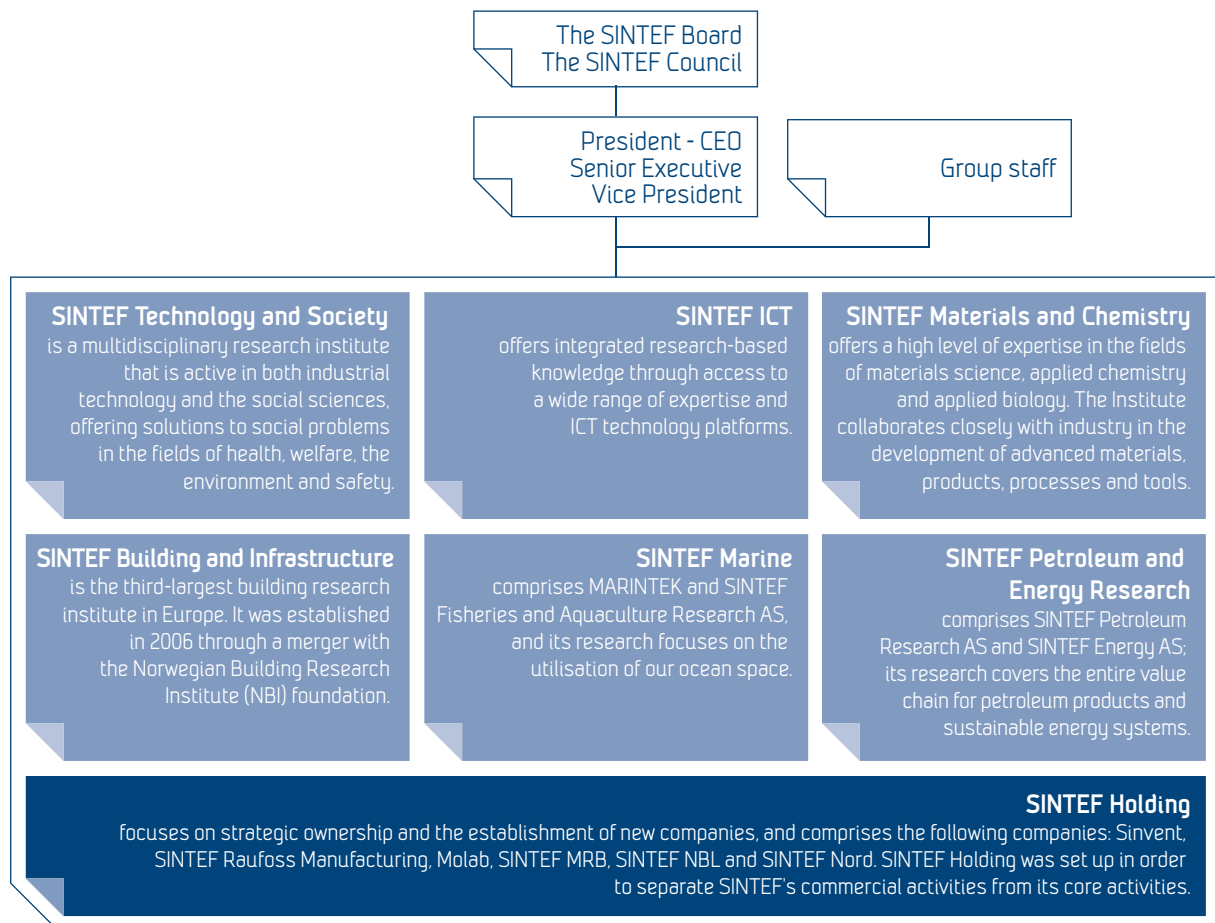 The SINTEF Board
The SINTEF Council
President - CEO
Senior Executive
Vice President
Group staff
SINTEF Technology and Society
is a multidisciplinary research institute
that is active in both industrial
technology and the social sciences,
offering solutions to social problems
in the fields of health, welfare, the
environment and safety.
SINTEF ICT
offers integrated research-based
knowledge through access to
a wide range of expertise and
ICT technology platforms.
SINTEF Materials and Chemistry
offers a high level of expertise in the fields
of materials science, applied chemistry
and applied biology. The Institute
collaborates closely with industry in the
development of advanced materials,
products, processes and tools.
SINTEF Building and Infrastructure
is the third-largest building research
institute in Europe. It was established
in 2006 through a merger with
the Norwegian Building Research
Institute (NBI) foundation.
SINTEF Marine
comprises MARINTEK and SINTEF
Fisheries and Aquaculture Research AS,
and its research focuses on the
utilisation of our ocean space.
SINTEF Petroleum and
Energy Research
comprises SINTEF Petroleum
Research AS and SINTEF Energy AS;
its research covers the entire value
chain for petroleum products and
sustainable energy systems.
SINTEF Holding
focuses on strategic ownership and the establishment of new companies, and comprises the following companies: Sinvent,
SINTEF Raufoss Manufacturing, Molab, SINTEF MRB, SINTEF NBL and SINTEF Nord. SINTEF Holding was set up in order
to separate SINTEF's commercial activities from its core activities.